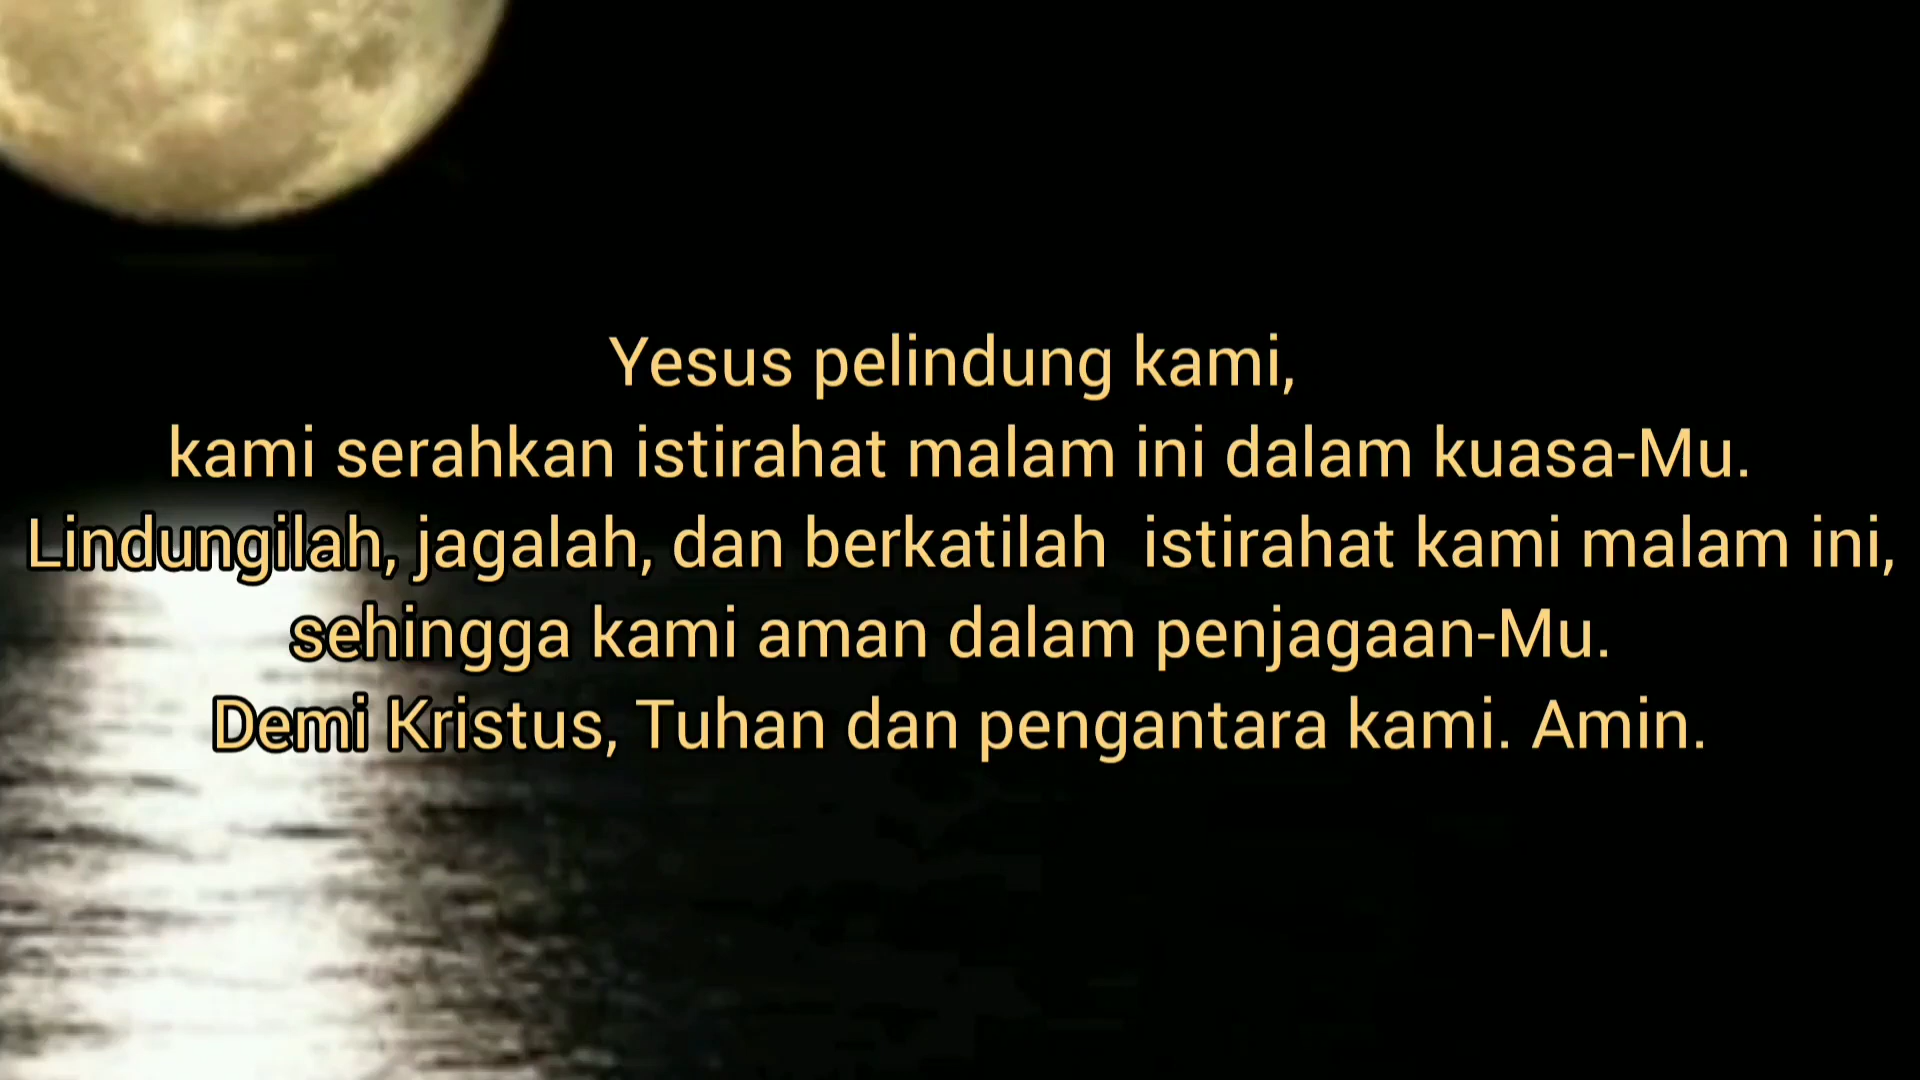 Yesus pelindung kami,
kami serahkan istirahat malam ini dalam kuasa-Mu.
Lindungilah, jagalah, dan berkatilah  istirahat kami malam ini,
sehingga kami aman dalam penjagaan-Mu.
Demi Kristus, Tuhan dan pengantara kami. Amin.